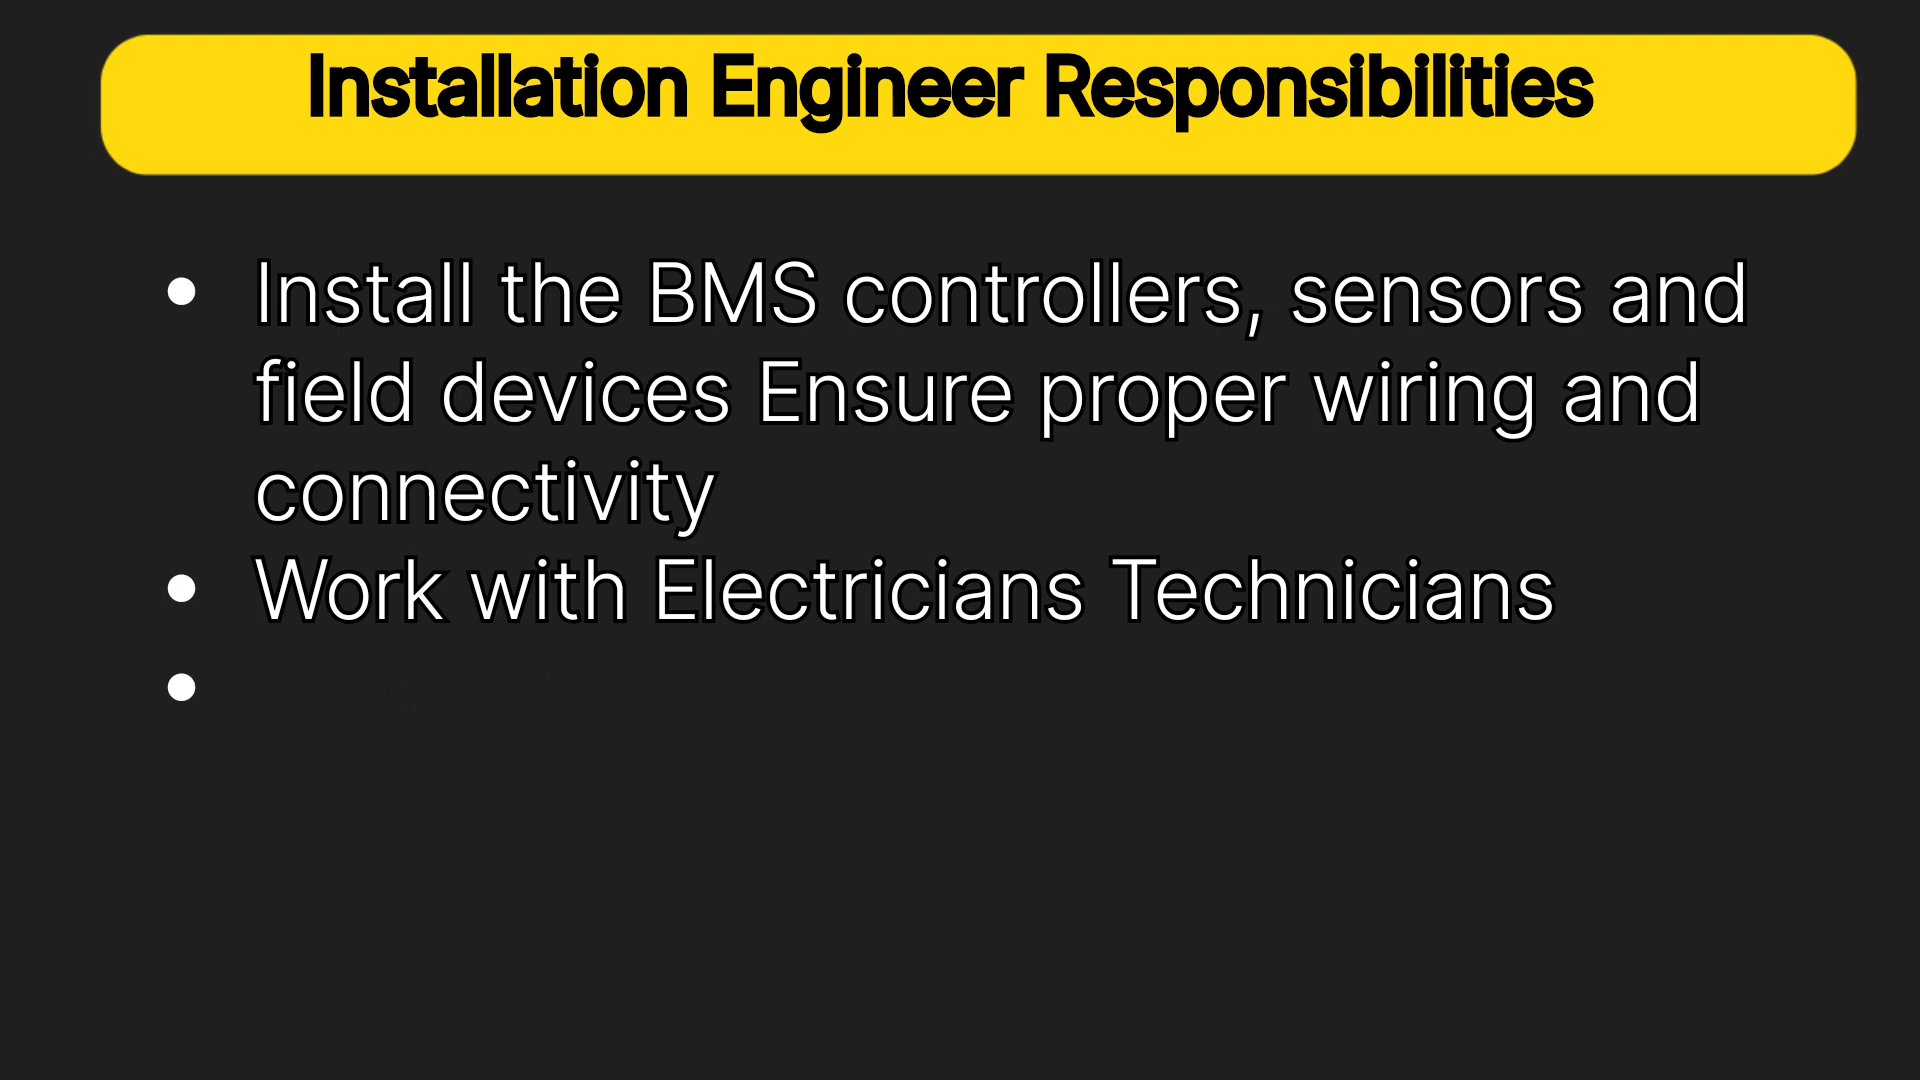 Installation Engineer Responsibilities
• Install the BMS controllers, sensors and
field devices Ensure proper wiring and
connectivity
• Work with Electricians Technicians
• conduct